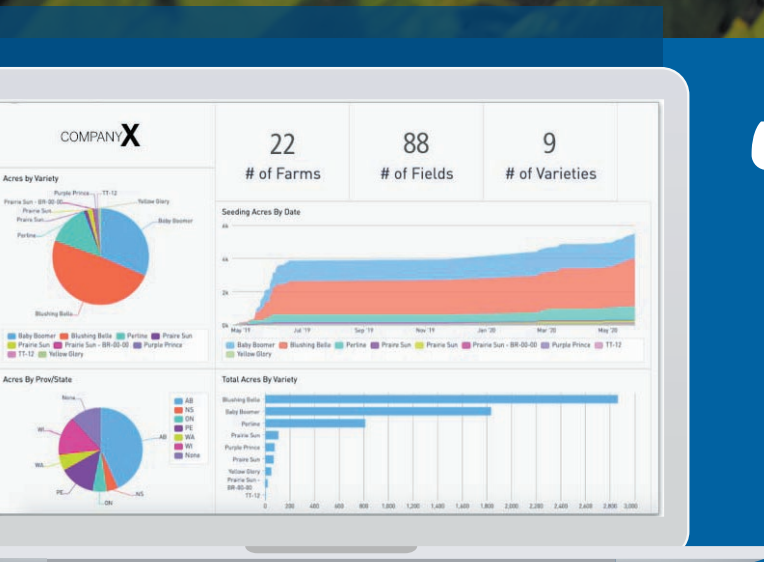 COMPANYX
22
# of Farms
88
# of Fields
9
# of Varieties
Acres by Variety
Purple Prince
TT-12
Prairie Sun - BR-00-00
Yellow Glory
Prairie Sun
Baby Boomer
Praire Sun
Perline
Blushing Bella
Baby Boomer Blushing Bella Perline Praire Sun
Prairie Sun Prairie Sun - BR-00-00 Purple Prince
TT-12 Yellow Glory
Seeding Acres By Date
6k
4k
2k
0k
May '19 Jul '19 Sep '19 Nov '19 Jan '20 Mar '20 May '20
Baby Boomer Blushing Bella Perline Praire Sun Prairie Sun Prairie Sun - BR-00-00 Purple Prince TT-12
Yellow Glory
Acres By Prov/State
None
WI
WA
PE
ON
NS
AB
AB
NS
ON
PE
WA
WI
None
Total Acres By Variety
Blushing Bella
Baby Boomer
Perline
Prairie Sun
Purple Prince
Praire Sun
Yellow Glory
Prairie Sun -
BR-00-00
TT-12
0 200 400 600 800 1,000 1,200 1,400 1,600 1,800 2,000 2,200 2,400 2,600 2,800 3,000